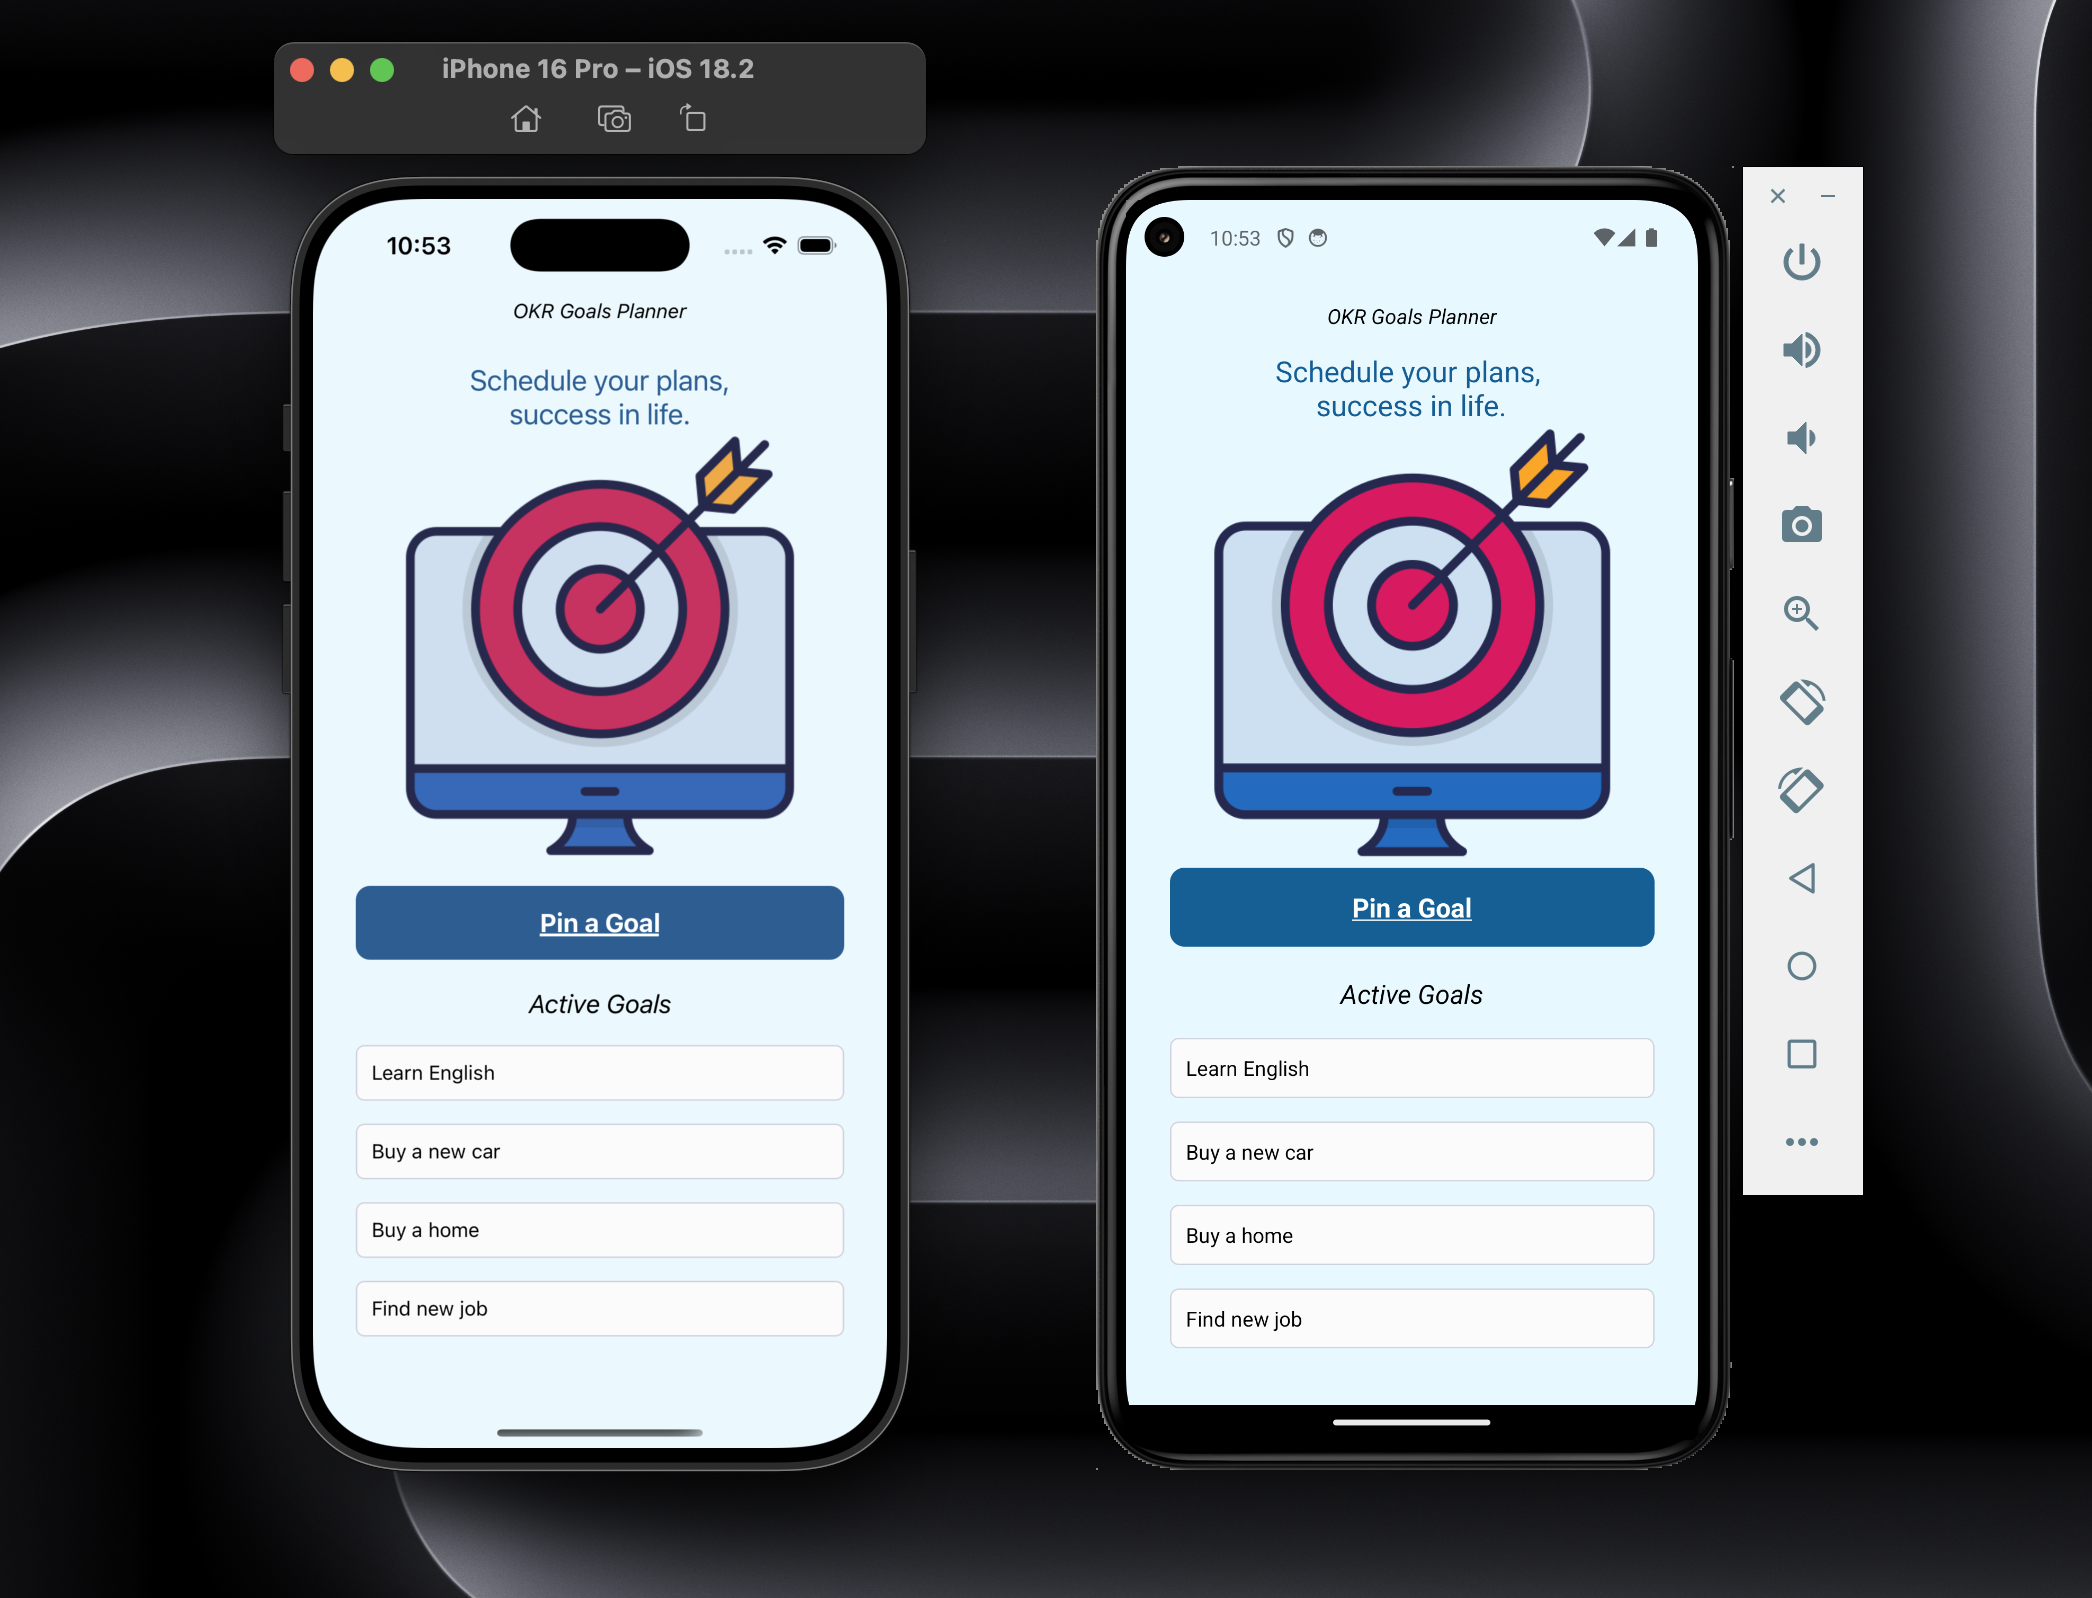 iPhone 16 Pro – iOS 18.2
10:53
OKR Goals Planner
Schedule your plans,
success in life.
Pin a Goal
Active Goals
Learn English
Buy a new car
Buy a home
Find new job
10:53
OKR Goals Planner
Schedule your plans,
success in life.
Pin a Goal
Active Goals
Learn English
Buy a new car
Buy a home
Find new job